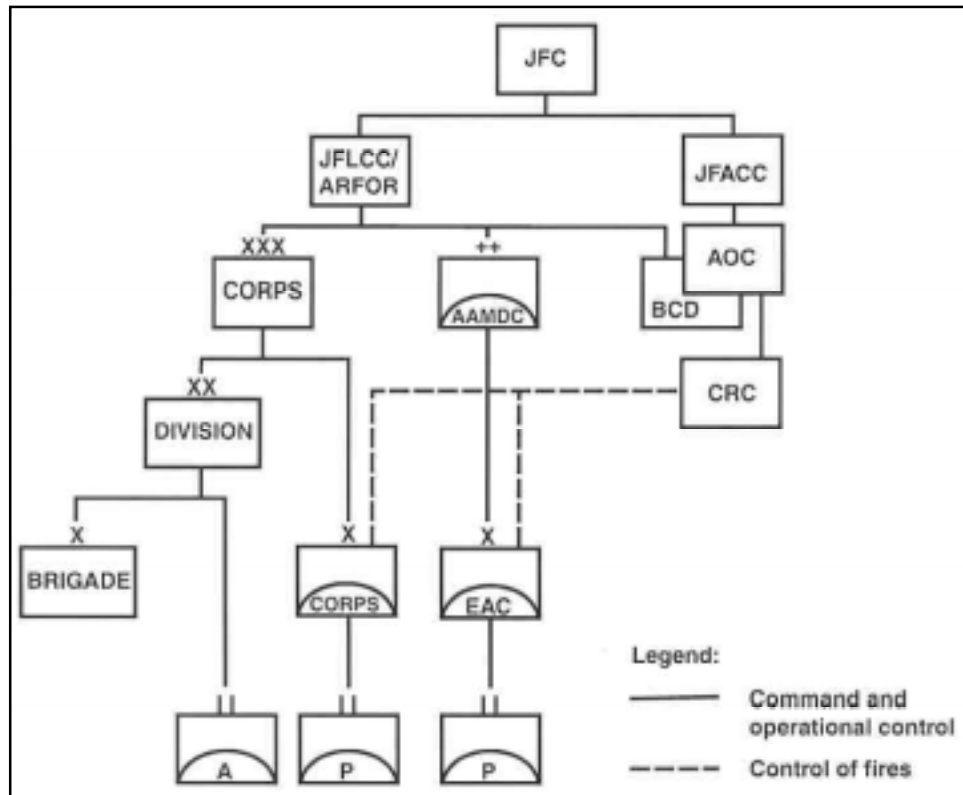 JFC
JFLCC/
ARFOR
JFACC
XXX
++
AOC
CORPS
AAMDC
BCD
XX
CRC
DIVISION
X
X
X
BRIGADE
CORPS
EAC
Legend:
Command and
operational control
II
II
II
A
P
P
Control of fires